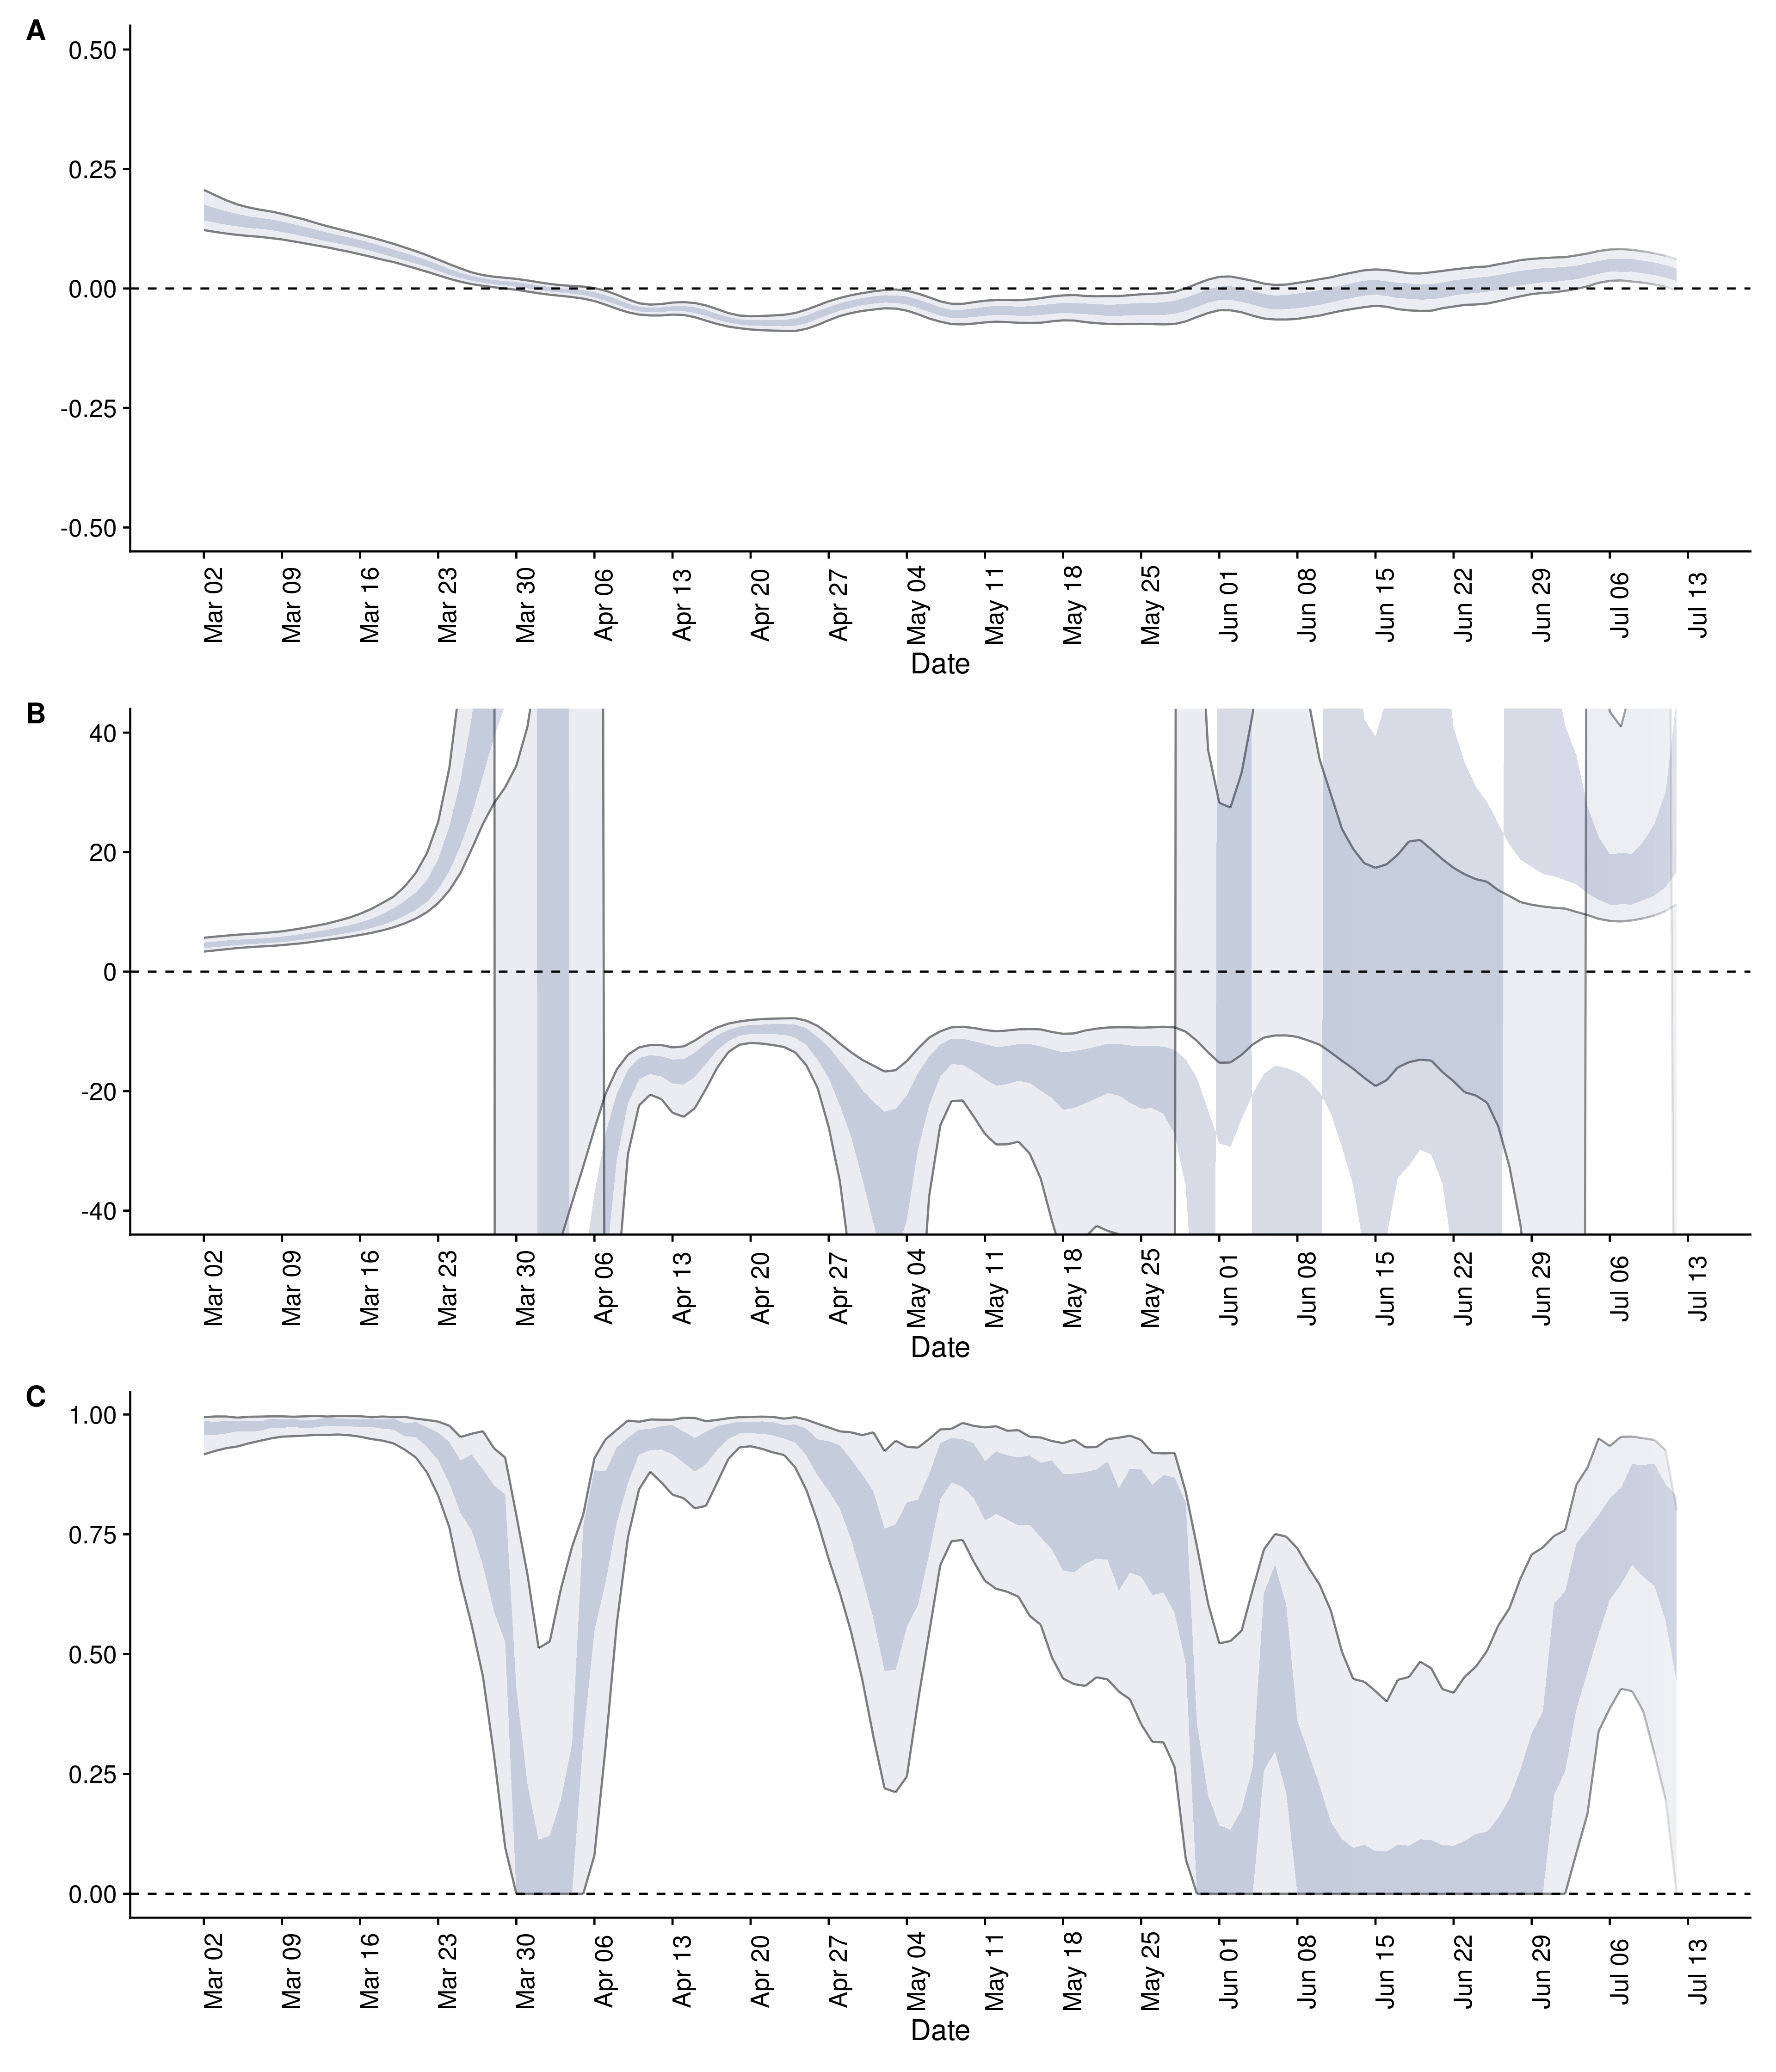 A
0.50
0.25
0.00
-0.25
-0.50
Mar 02
Mar 09
Mar 16
Mar 23
Mar 30
Apr 06
Apr 13
Apr 20
Apr 27
May 04
May 11
May 18
May 25
Jun 01
Jun 08
Jun 15
Jun 22
Jun 29
Jul 06
Jul 13
Date
B
40
20
0
-20
-40
Mar 02
Mar 09
Mar 16
Mar 23
Mar 30
Apr 06
Apr 13
Apr 20
Apr 27
May 04
May 11
May 18
May 25
Jun 01
Jun 08
Jun 15
Jun 22
Jun 29
Jul 06
Jul 13
Date
C
1.00
0.75
0.50
0.25
0.00
Mar 02
Mar 09
Mar 16
Mar 23
Mar 30
Apr 06
Apr 13
Apr 20
Apr 27
May 04
May 11
May 18
May 25
Jun 01
Jun 08
Jun 15
Jun 22
Jun 29
Jul 06
Jul 13
Date